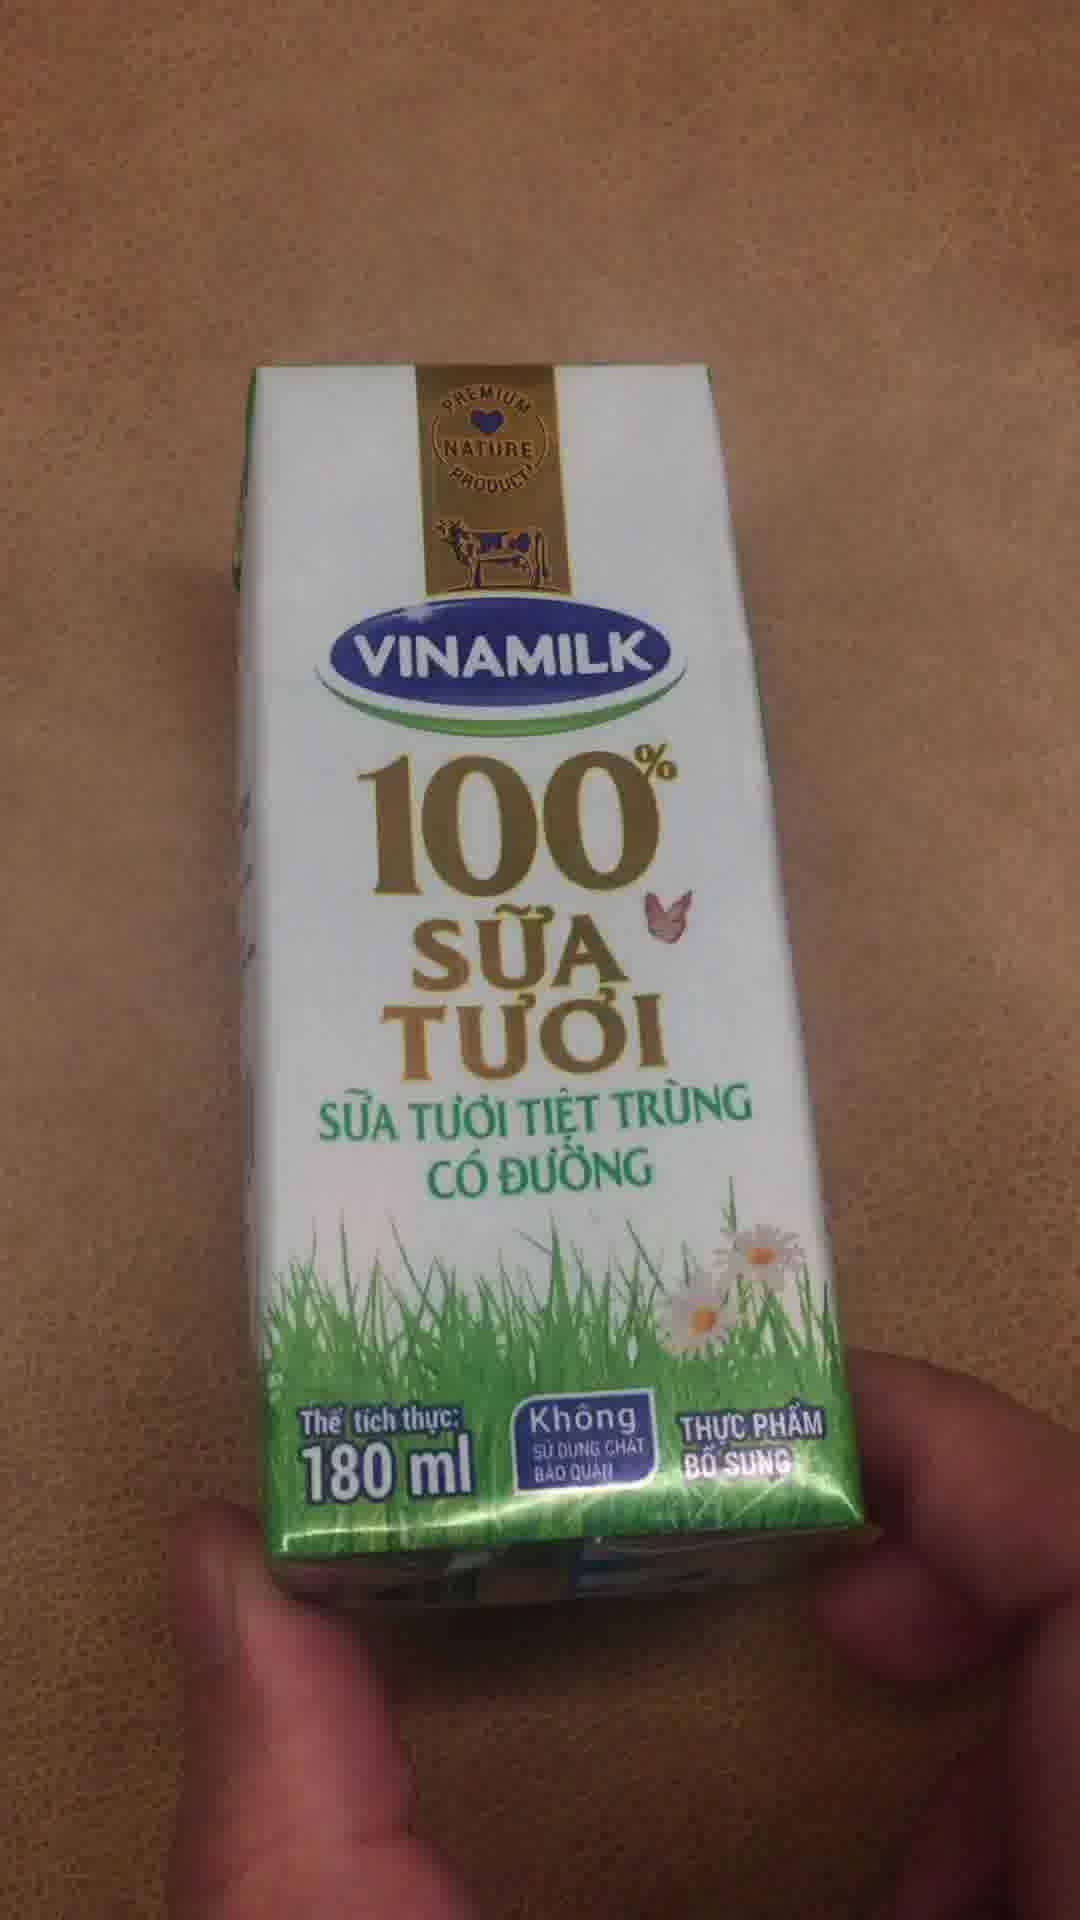 PREMIUM
NATURE
PRODUCT
VINAMILK
100%
SỮA
TƯƠI
SỮA TƯƠI TIỆT TRÙNG
CÓ ĐƯỜNG
Thể tích thực:
180 ml
Không
SỬ DỤNG CHẤT
BẢO QUẢN
THỰC PHẨM
BỔ SUNG